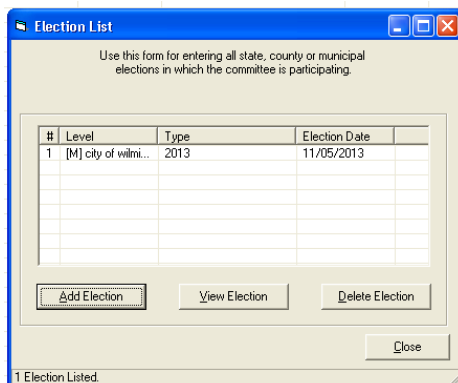 Election List
Use this form for entering all state, county or municipal
elections in which the committee is participating.
# Level Type Election Date
1 [M] city of wilmi... 2013 11/05/2013
Add Election View Election Delete Election
Close
1 Election Listed.